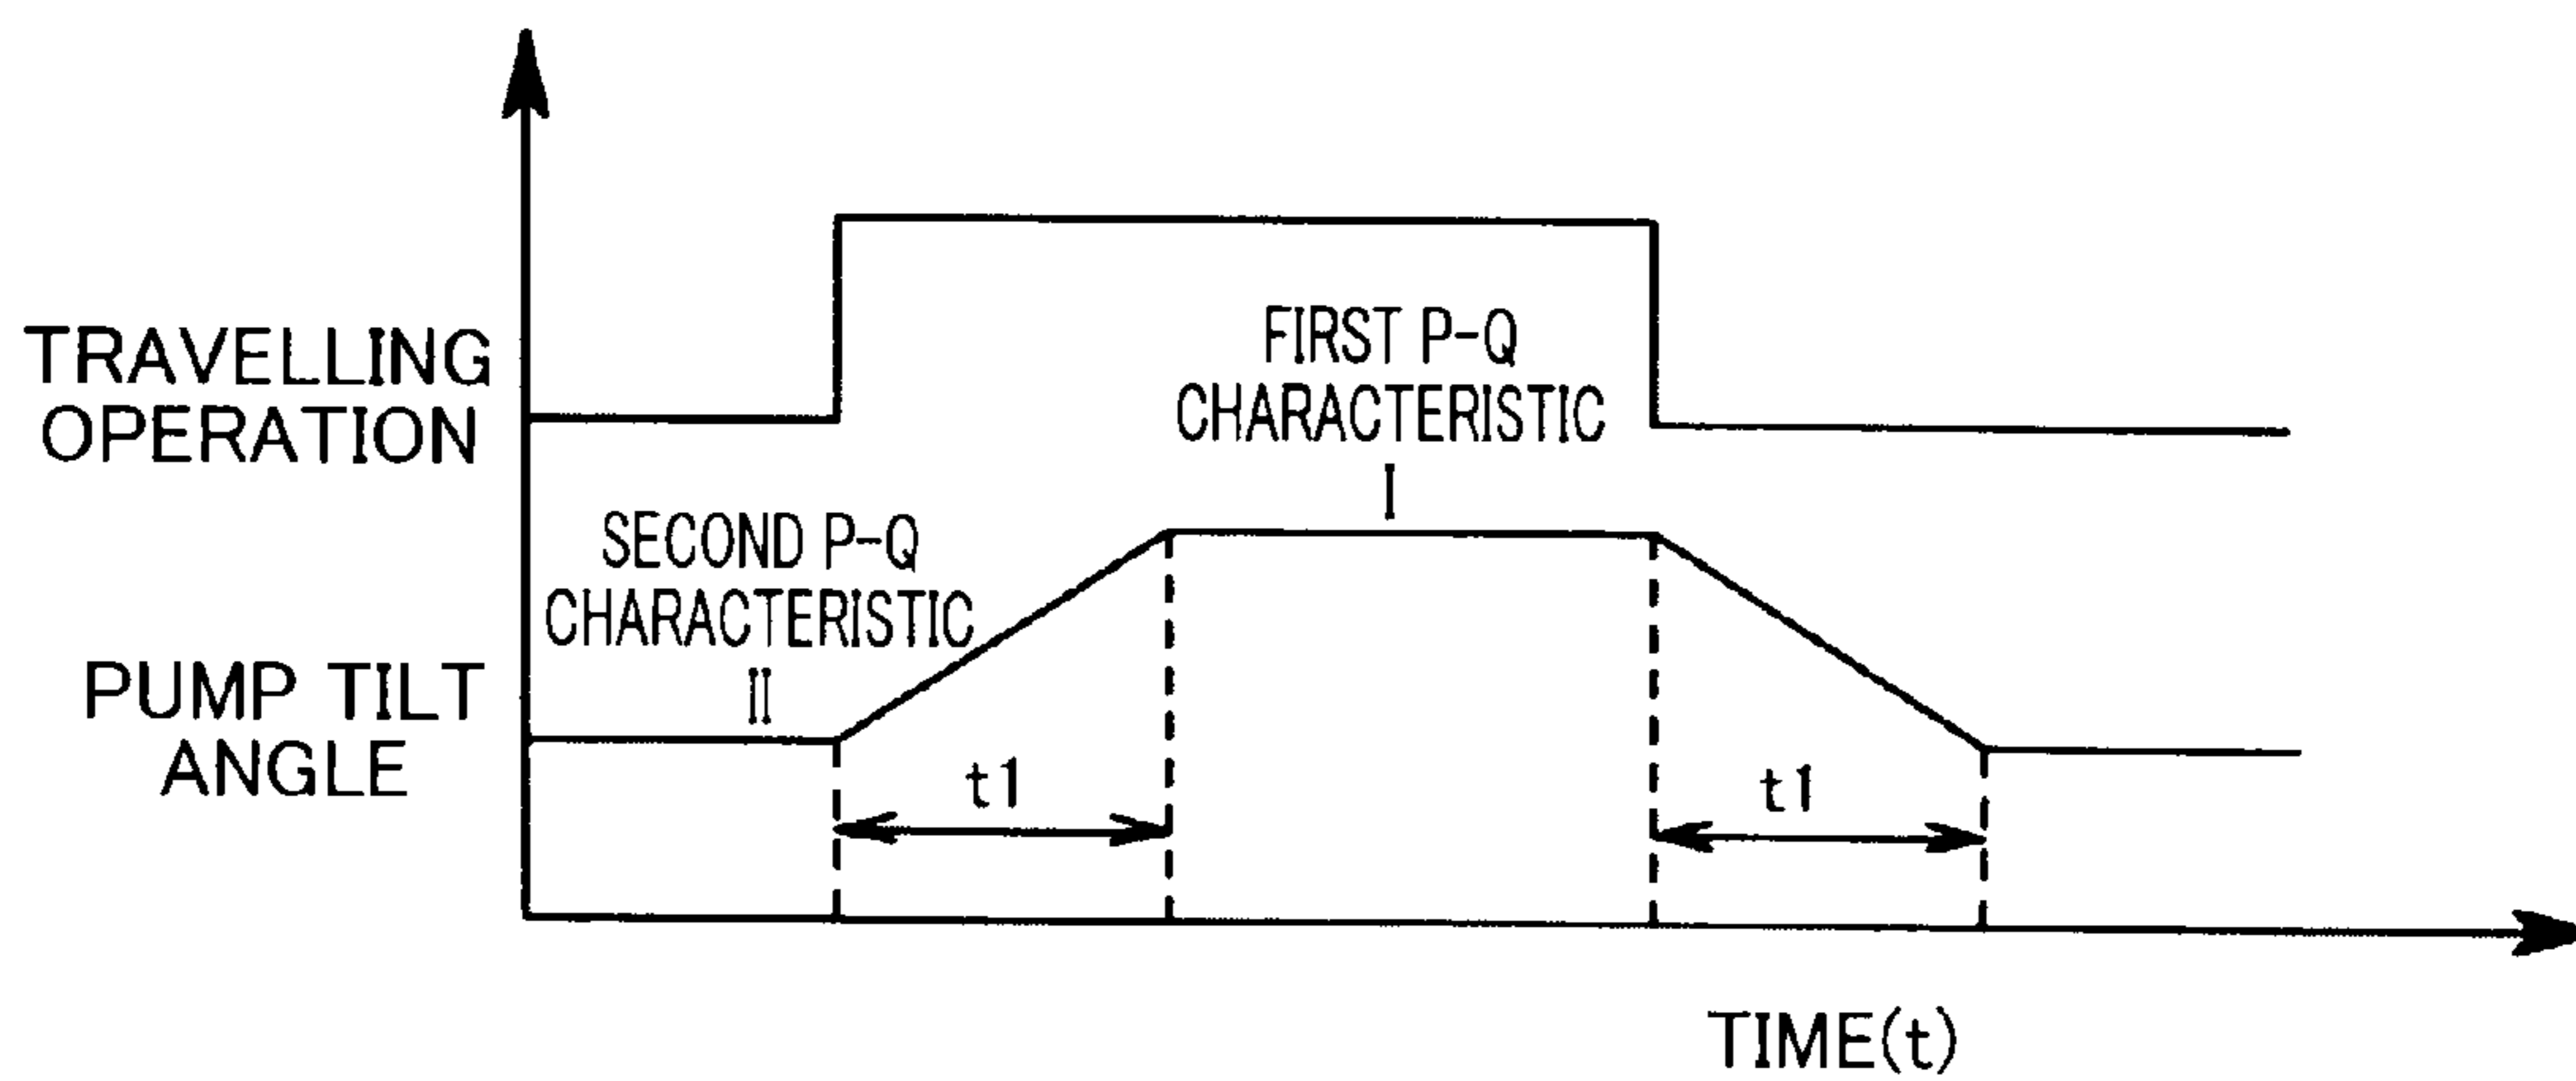 TRAVELLING
OPERATION
FIRST P-Q
CHARACTERISTIC
I
SECOND P-Q
CHARACTERISTIC
II
PUMP TILT
ANGLE
t1
t1
TIME(t)